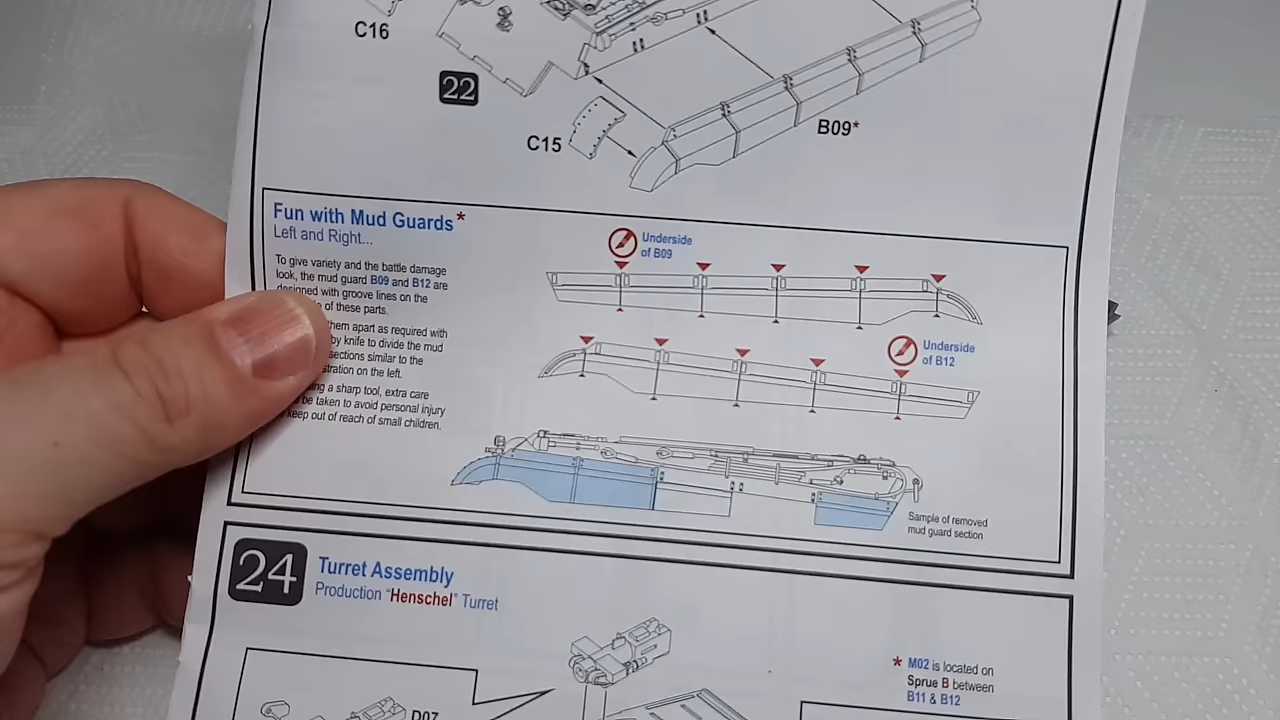 C16
22
C15
B09*
Fun with Mud Guards*
Left and Right...
To give variety and the battle damage
look, the mud guard B09 and B12 are
designed with groove lines on the
of these parts.
them apart as required with
by knife to divide the mud
sections similar to the
on the left.
a sharp tool, extra care
be taken to avoid personal injury
keep out of reach of small children.
Underside
of B09
Underside
of B12
Sample of removed
mud guard section
24
Turret Assembly
Production "Henschel" Turret
* M02 is located on
Sprue B between
B11 & B12
D07